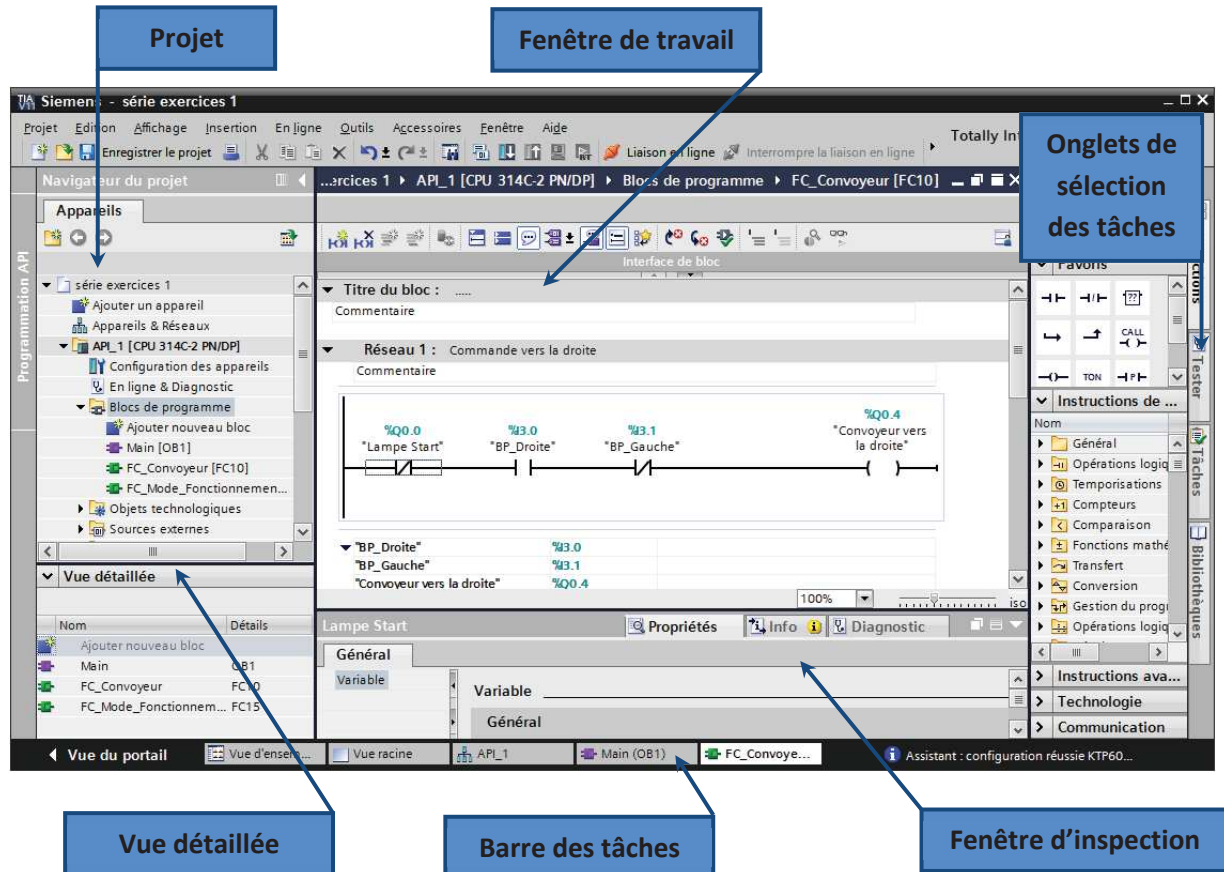 Projet
Fenêtre de travail
Onglets de
sélection
des tâches
Siemens - série exercices 1
Projet Edition Affichage Insertion En ligne Outils Accessoires Fenêtre Aide
Enregistrer le projet
Liaison en ligne
Interrompre la liaison en ligne
Totally Int
Navigateur du projet
...ercices 1 API_1 [CPU 314C-2 PN/DP] Blocs de programme FC_Convoyeur [FC10]
Appareils
Programmation API
Interface de bloc
série exercices 1
Ajouter un appareil
Appareils & Réseaux
API_1 [CPU 314C-2 PN/DP]
Configuration des appareils
En ligne & Diagnostic
Blocs de programme
Ajouter nouveau bloc
Main [OB1]
FC_Convoyeur [FC10]
FC_Mode_Fonctionnemen...
Objets technologiques
Sources externes
Titre du bloc : .....
Commentaire
Réseau 1 : Commande vers la droite
Commentaire
%Q0.0
"Lampe Start"
%I3.0
"BP_Droite"
%I3.1
"BP_Gauche"
%Q0.4
"Convoyeur vers
la droite"
"BP_Droite" %I3.0
"BP_Gauche" %I3.1
"Convoyeur vers la droite" %Q0.4
100%
Favoris
??
CALL
TON
P
Instructions de ...
Nom
Général
Opérations logiq
Temporisations
Compteurs
Comparaison
Fonctions mathé
Transfert
Conversion
Gestion du progr
Opérations logiq
Instructions ava...
Technologie
Communication
ctions
Tester
Tâches
Bibliothèques
Vue détaillée
Nom Détails
Ajouter nouveau bloc
Main OB1
FC_Convoyeur FC10
FC_Mode_Fonctionnem... FC15
Lampe Start
Propriétés Info Diagnostic
Général
Variable
Variable
Général
Vue du portail
Vue d'ensem...
Vue racine
API_1
Main (OB1)
FC_Convoye...
Assistant : configuration réussie KTP60...
Vue détaillée
Barre des tâches
Fenêtre d’inspection